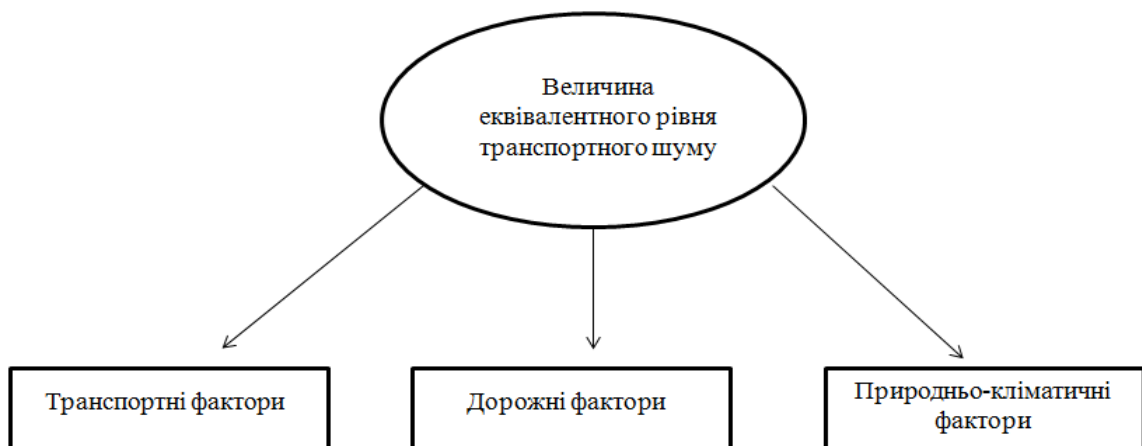 Величина
еквівалентного рівня
транспортного шуму
Транспортні фактори
Дорожні фактори
Природньо-кліматичні
фактори